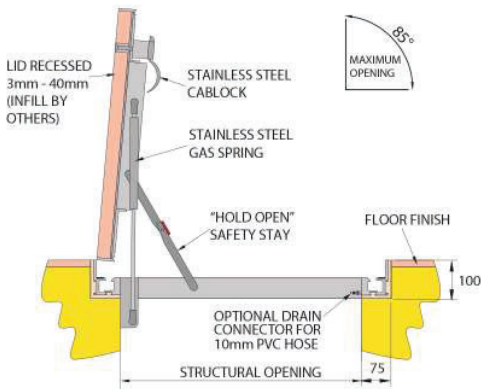 LID RECESSED
3mm - 40mm
(INFILL BY
OTHERS)
STAINLESS STEEL
CABLOCK
85°
MAXIMUM
OPENING
STAINLESS STEEL
GAS SPRING
"HOLD OPEN"
SAFETY STAY
FLOOR FINISH
100
OPTIONAL DRAIN
CONNECTOR FOR
10mm PVC HOSE
STRUCTURAL OPENING
75